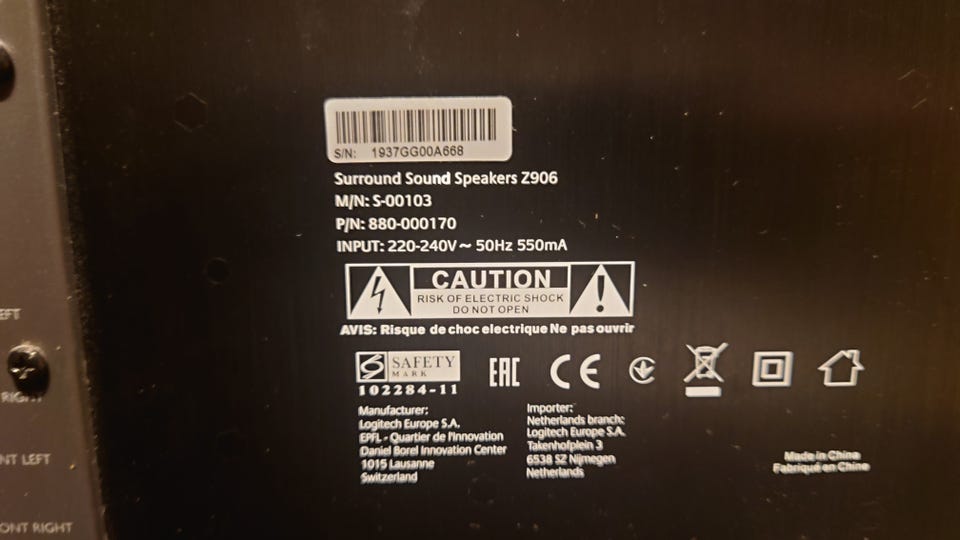 S/N: 1937GG00A668
Surround Sound Speakers Z906
M/N: S-00103
P/N: 880-000170
INPUT: 220-240V ~ 50Hz 550mA
CAUTION
RISK OF ELECTRIC SHOCK
DO NOT OPEN
AVIS: Risque de choc electrique Ne pas ouvrir
SAFETY
MARK
102284-11
EAC
CE
Manufacturer:
Logitech Europe S.A.
EPFL - Quartier de l'Innovation
Daniel Borel Innovation Center
1015 Lausanne
Switzerland
Importer:
Netherlands branch:
Logitech Europe S.A.
Takenhofplein 3
6538 SZ Nijmegen
Netherlands
Made in China
Fabriqué en Chine
EFT
RIGHT
NT LEFT
ONT RIGHT